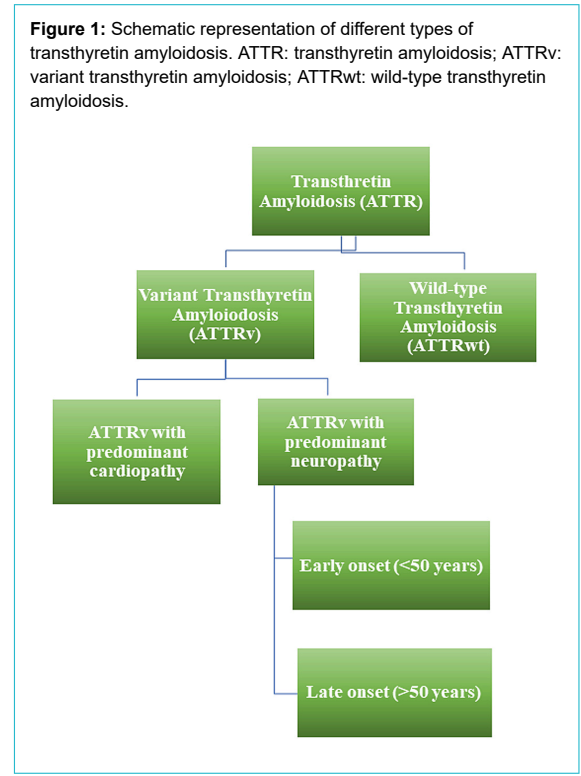 Figure 1: Schematic representation of different types of
transthyretin amyloidosis. ATTR: transthyretin amyloidosis; ATTRv:
variant transthyretin amyloidosis; ATTRwt: wild-type transthyretin
amyloidosis.
Transthretin
Amyloidosis (ATTR)
Variant Transthyretin
Amyloiodosis
(ATTRv)
Wild-type
Transthyretin
Amyloidosis
(ATTRwt)
ATTRv with
predominant
cardiopathy
ATTRv with
predominant
neuropathy
Early onset (<50 years)
Late onset (>50 years)